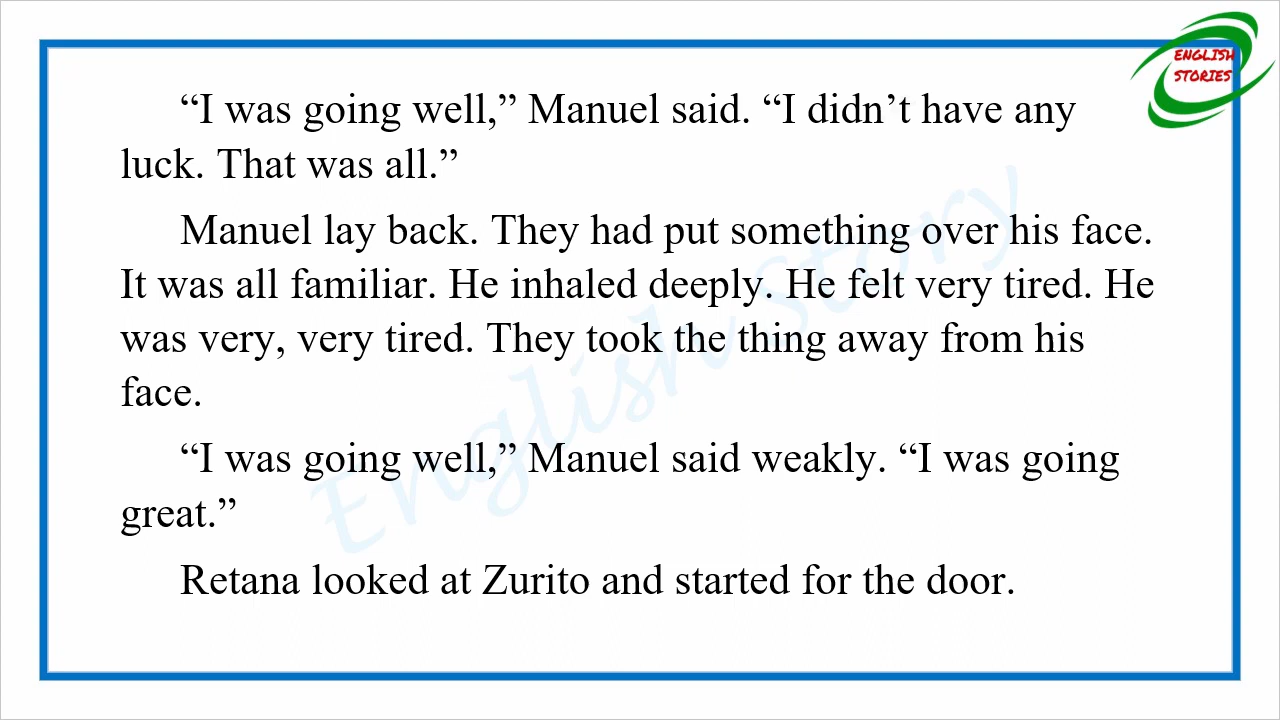 ENGLISH
STORIES
“I was going well,” Manuel said. “I didn’t have any
luck. That was all.”
Manuel lay back. They had put something over his face.
It was all familiar. He inhaled deeply. He felt very tired. He
was very, very tired. They took the thing away from his
face.
“I was going well,” Manuel said weakly. “I was going
great.”
Retana looked at Zurito and started for the door.
English Story